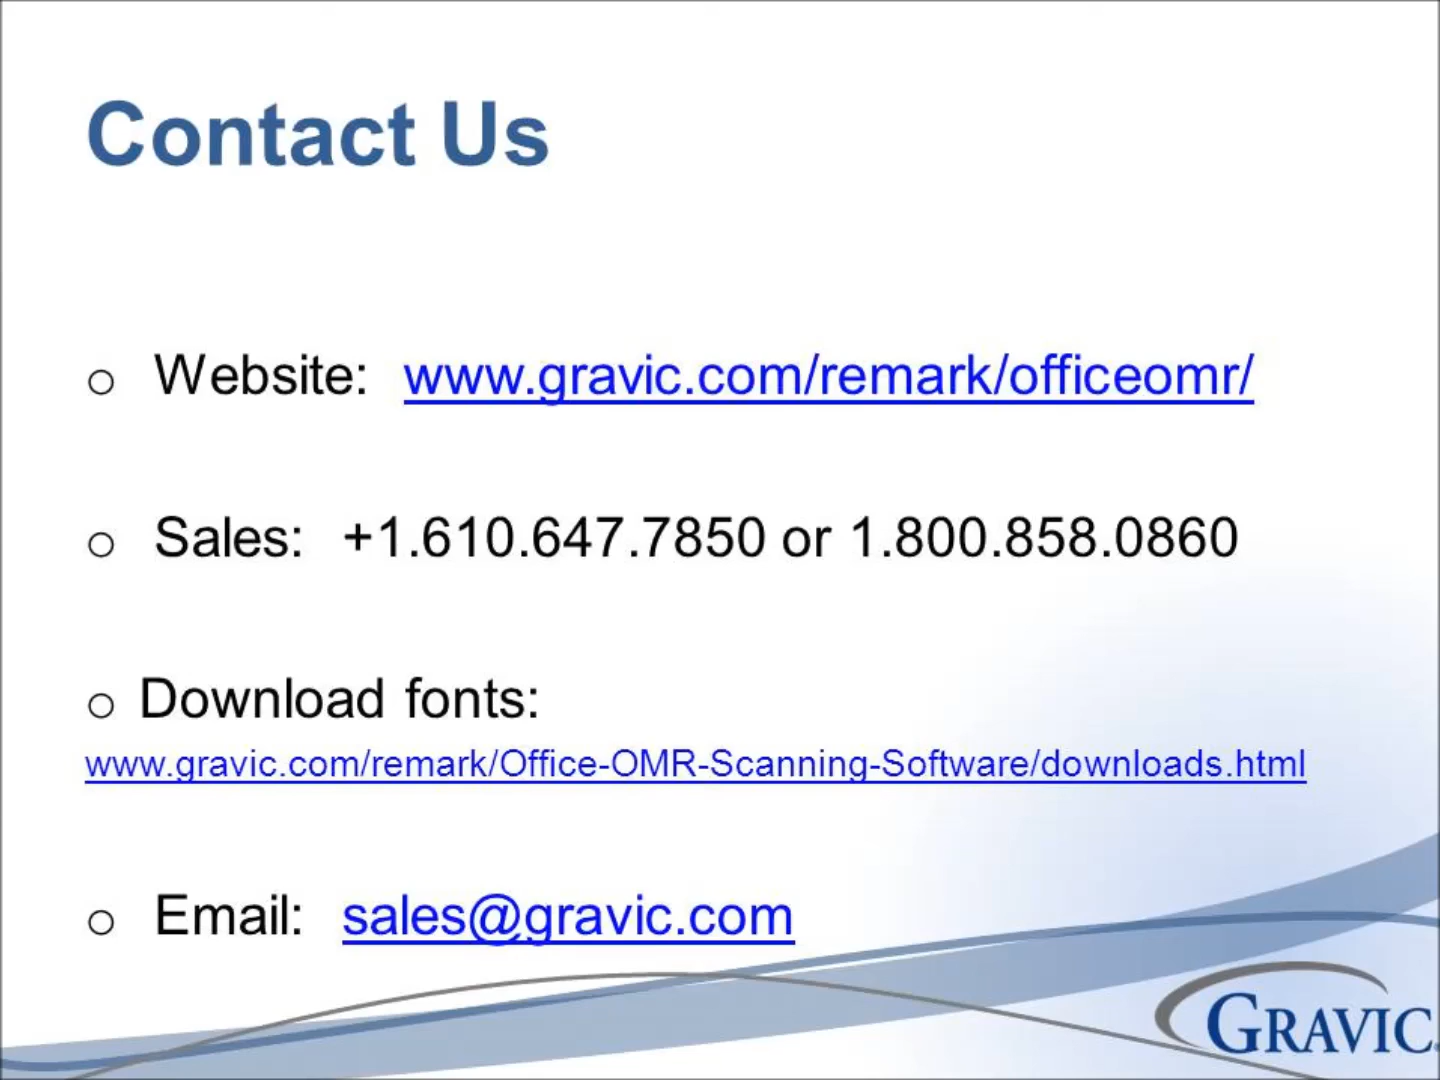 Contact Us
o Website: www.gravic.com/remark/officeomr/
o Sales: +1.610.647.7850 or 1.800.858.0860
o Download fonts:
www.gravic.com/remark/Office-OMR-Scanning-Software/downloads.html
o Email: sales@gravic.com
GRAVIC